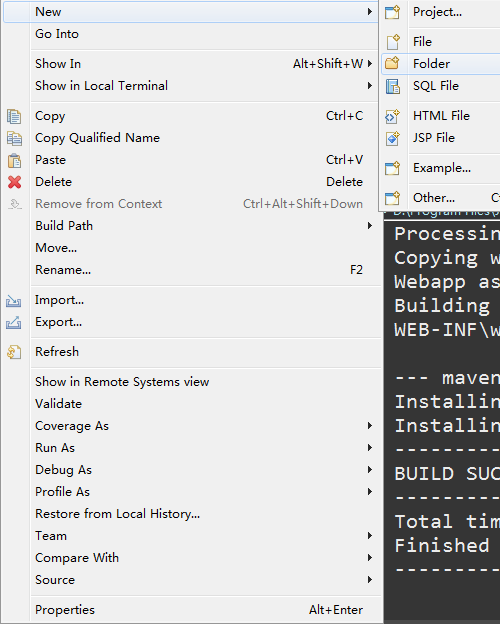 New
Go Into
Show In Alt+Shift+W
Show in Local Terminal
Copy Ctrl+C
Copy Qualified Name
Paste Ctrl+V
Delete Delete
Remove from Context Ctrl+Alt+Shift+Down
Build Path
Move...
Rename... F2
Import...
Export...
Refresh
Show in Remote Systems view
Validate
Coverage As
Run As
Debug As
Profile As
Restore from Local History...
Team
Compare With
Source
Properties Alt+Enter
Project...
File
Folder
SQL File
HTML File
JSP File
Example...
Other...
Processin
Copying w
Webapp as
Building
WEB-INF\w
--- maven
Installin
Installin
---------
BUILD SUC
---------
Total tim
Finished
---------